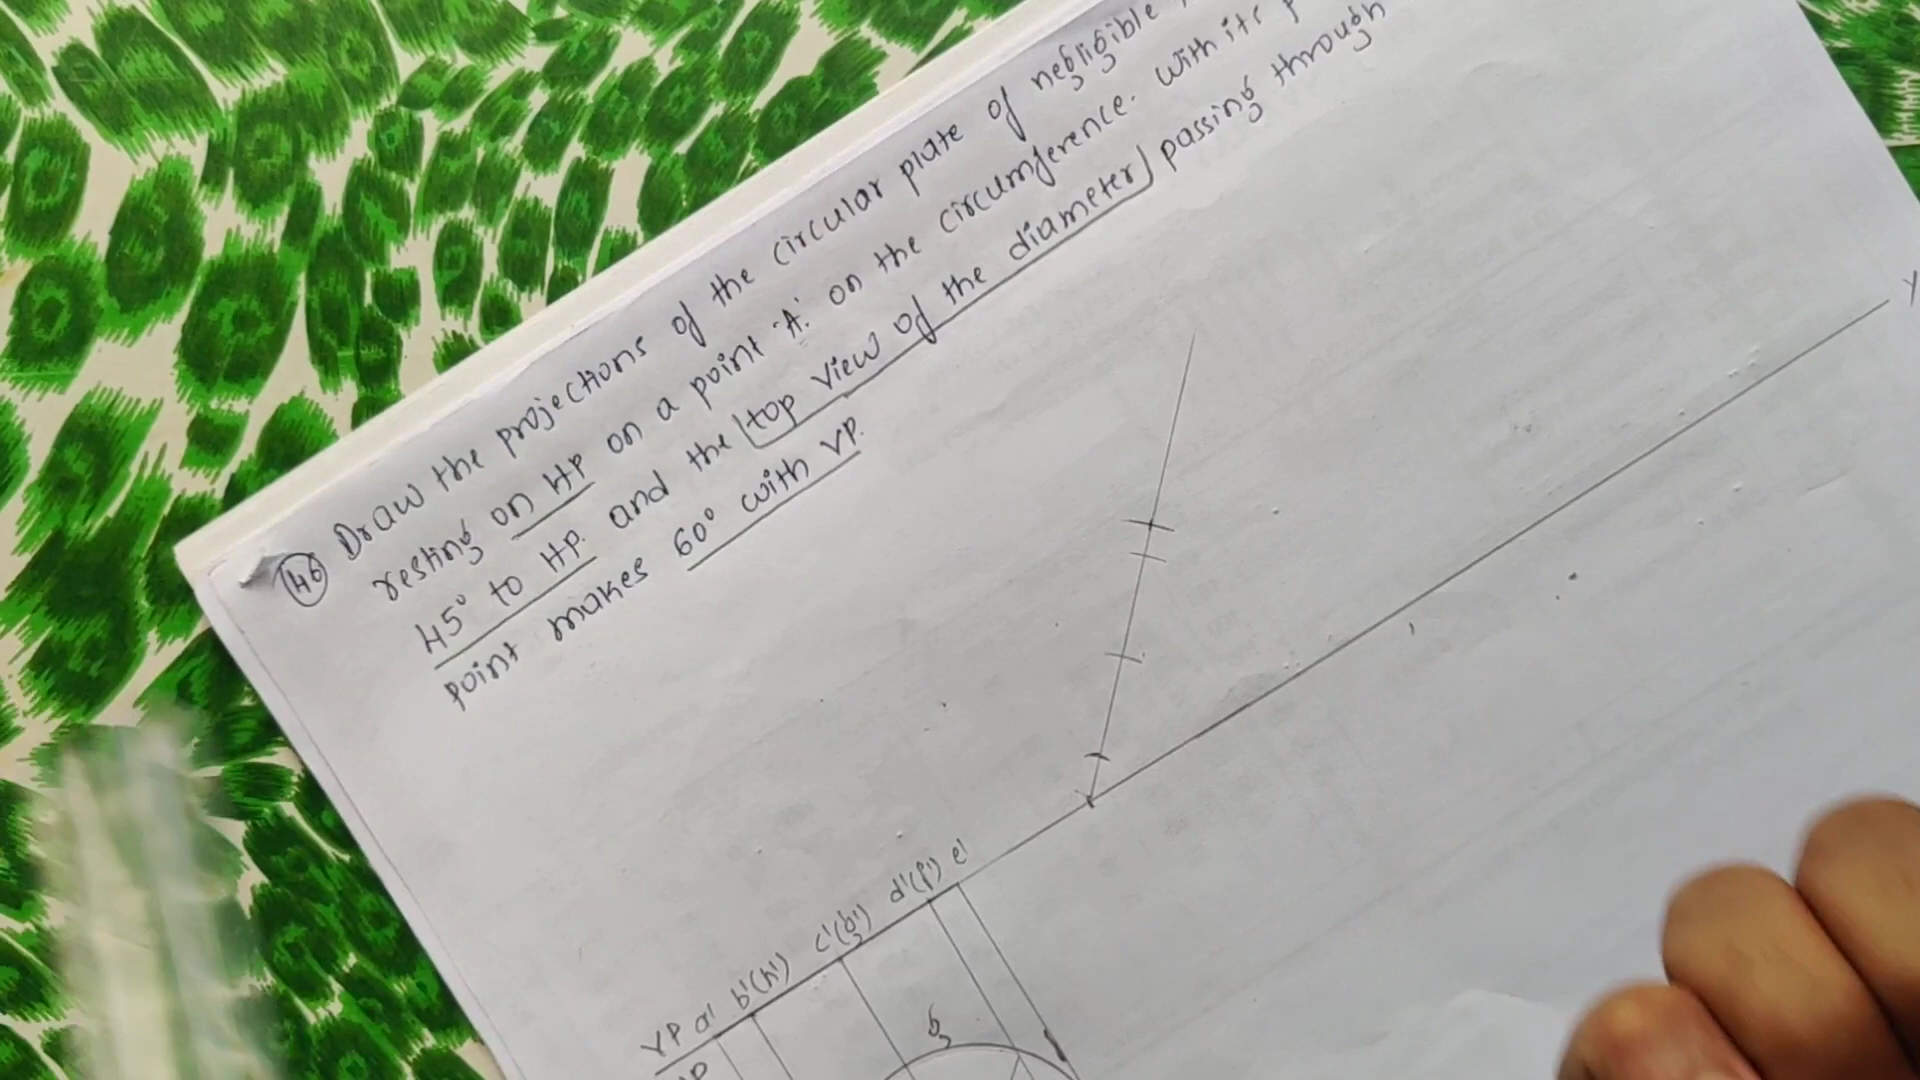 46 Draw the projections of the circular plate of negligible
resting on HP on a point 'A' on the circumference. With its
45° to HP. and the top view of the diameter passing through
point makes 60° with VP.
Y
VP a' b'(h') c'(g') d'(f') e'
g